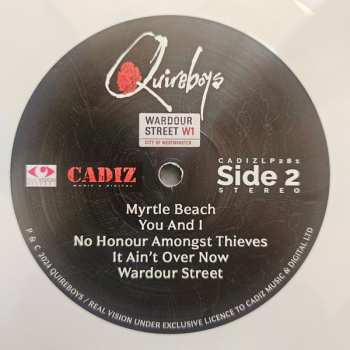 Quireboys
WARDOUR
STREET W1
CITY OF WESTMINSTER
CADIZ
MUSIC & DIGITAL
CADIZLP281
Side 2
STEREO
Myrtle Beach
You And I
No Honour Amongst Thieves
It Ain't Over Now
Wardour Street
P & C 2024 QUIREBOYS / REAL VISION UNDER EXCLUSIVE LICENCE TO CADIZ MUSIC & DIGITAL LTD